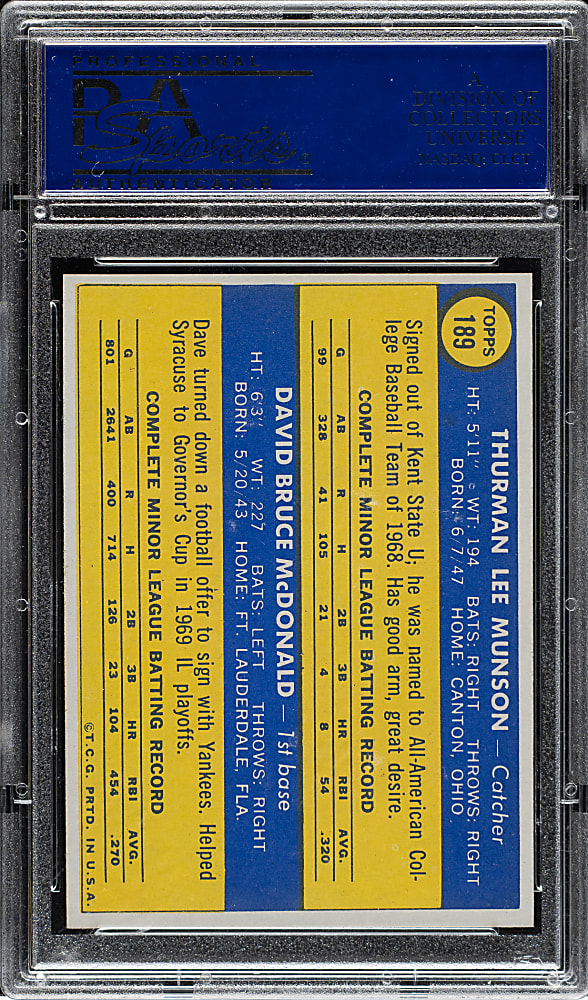 PROFESSIONAL
PSA
Sports
AUTHENTICATOR
A
DIVISION OF
COLLECTORS
UNIVERSE
NASDAQ: CLCT
TOPPS
189
THURMAN LEE MUNSON — Catcher
HT: 5'11" WT: 194 BATS: RIGHT THROWS: RIGHT
BORN: 6/7/47 HOME: CANTON, OHIO.
Signed out of Kent State U; he was named to All-American Col-
lege Baseball Team of 1968. Has good arm, great desire.
COMPLETE MINOR LEAGUE BATTING RECORD
G AB R H 2B 3B HR RBI AVG.
99 328 41 105 21 4 8 54 .320
DAVID BRUCE McDONALD — 1st base
HT: 6'3" WT: 227 BATS: LEFT THROWS: RIGHT
BORN: 5/20/43 HOME: FT. LAUDERDALE, FLA.
Dave turned down a football offer to sign with Yankees. Helped
Syracuse to Governor's Cup in 1969 IL playoffs.
COMPLETE MINOR LEAGUE BATTING RECORD
G AB R H 2B 3B HR RBI AVG.
801 2641 400 714 126 23 104 454 .270
©T.C.G. PRTD. IN U.S.A.